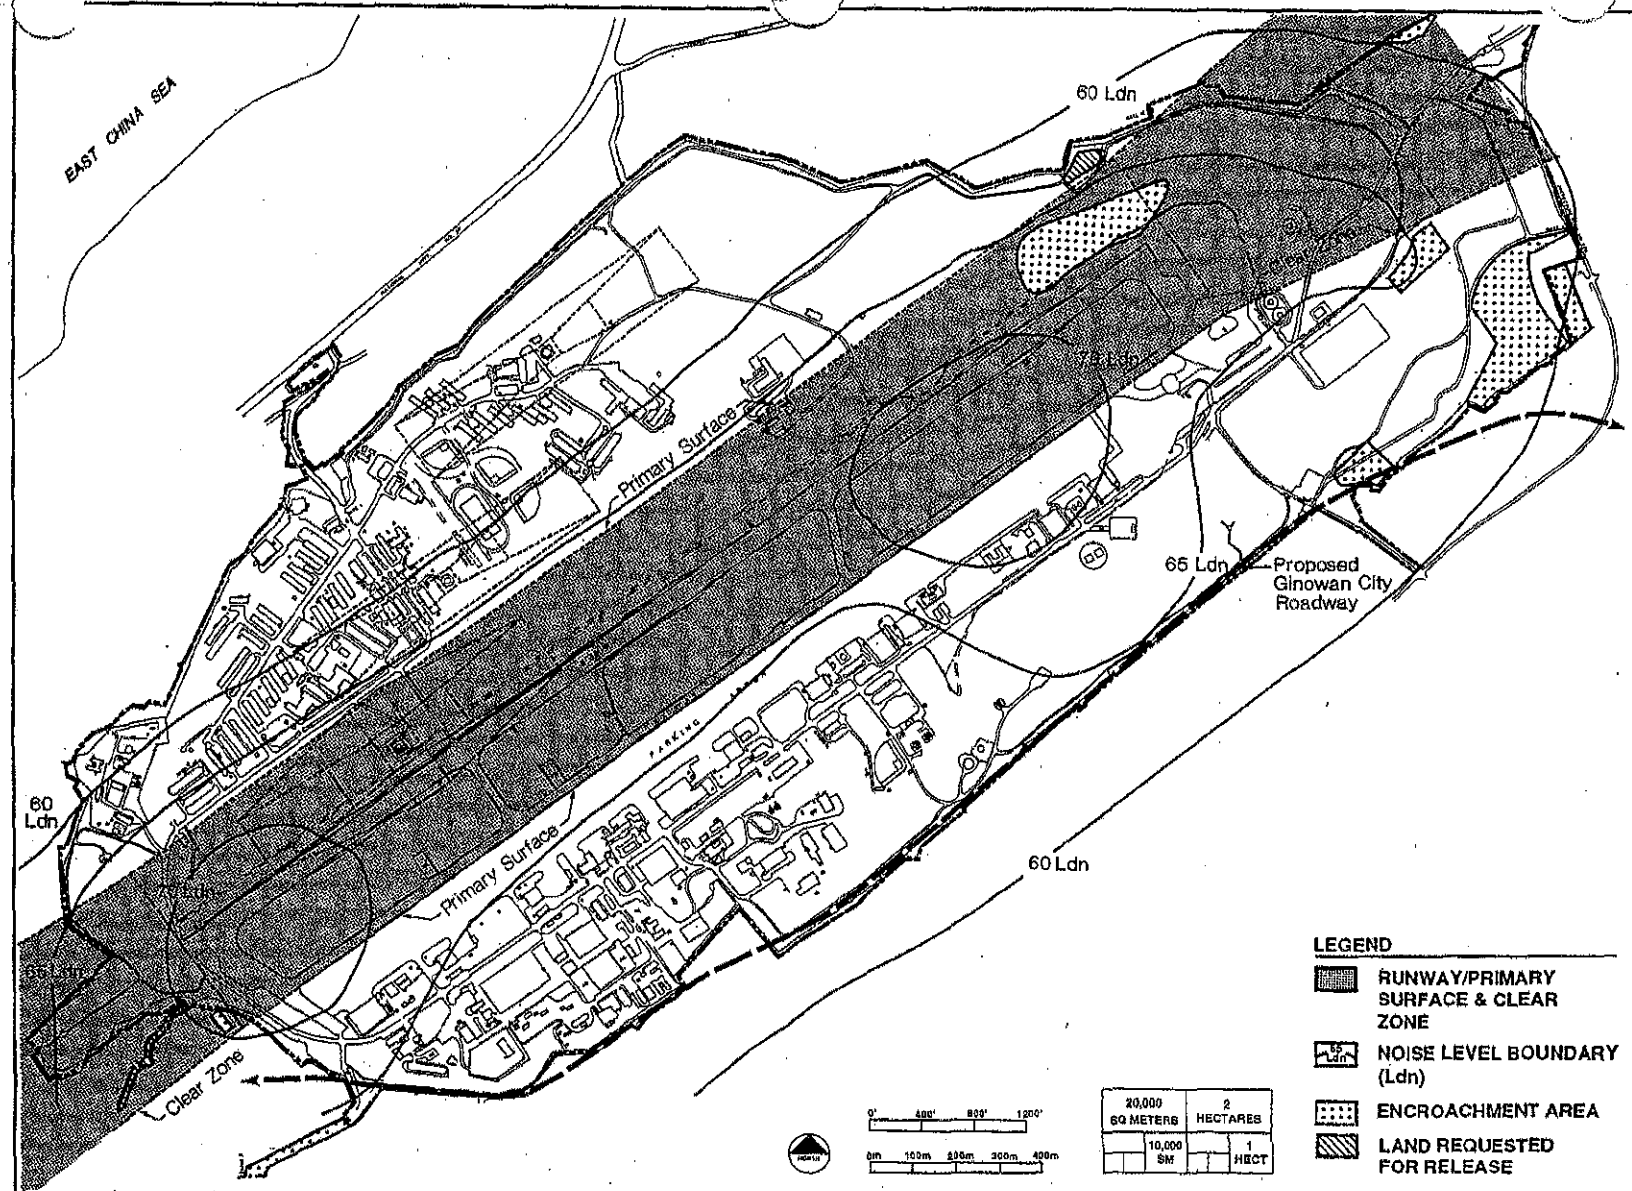 EAST CHINA SEA
60 Ldn
Primary Surface
65 Ldn
Proposed
Ginowan City
Roadway
PARKING
60
Ldn
Primary Surface
60 Ldn
Clear Zone
NORTH
0' 400' 800' 1200'
0m 100m 200m 300m 400m
20,000
SQ METERS
2
HECTARES
10,000
SM
1
HECT
LEGEND
RUNWAY/PRIMARY
SURFACE & CLEAR
ZONE
65
Ldn
NOISE LEVEL BOUNDARY
(Ldn)
ENCROACHMENT AREA
LAND REQUESTED
FOR RELEASE